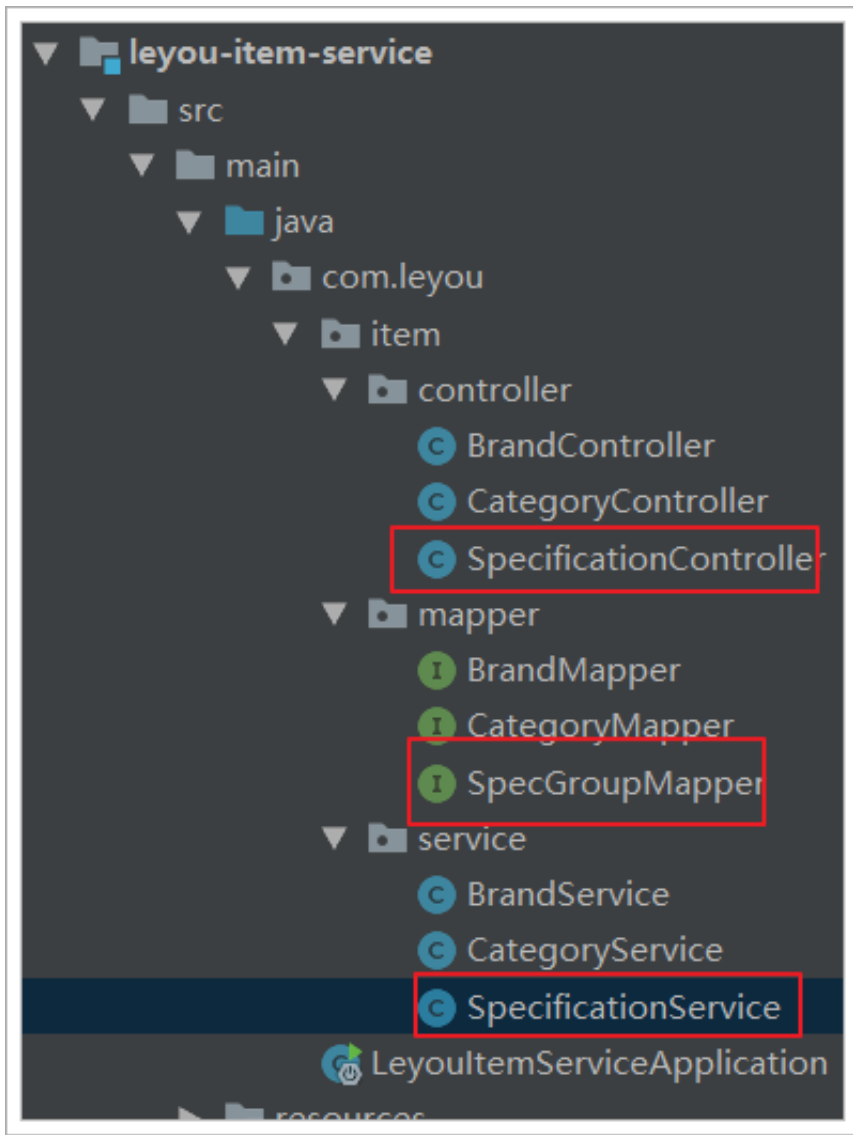 leyou-item-service
src
main
java
com.leyou
item
controller
BrandController
CategoryController
SpecificationController
mapper
BrandMapper
CategoryMapper
SpecGroupMapper
service
BrandService
CategoryService
SpecificationService
LeyouItemServiceApplication
resources